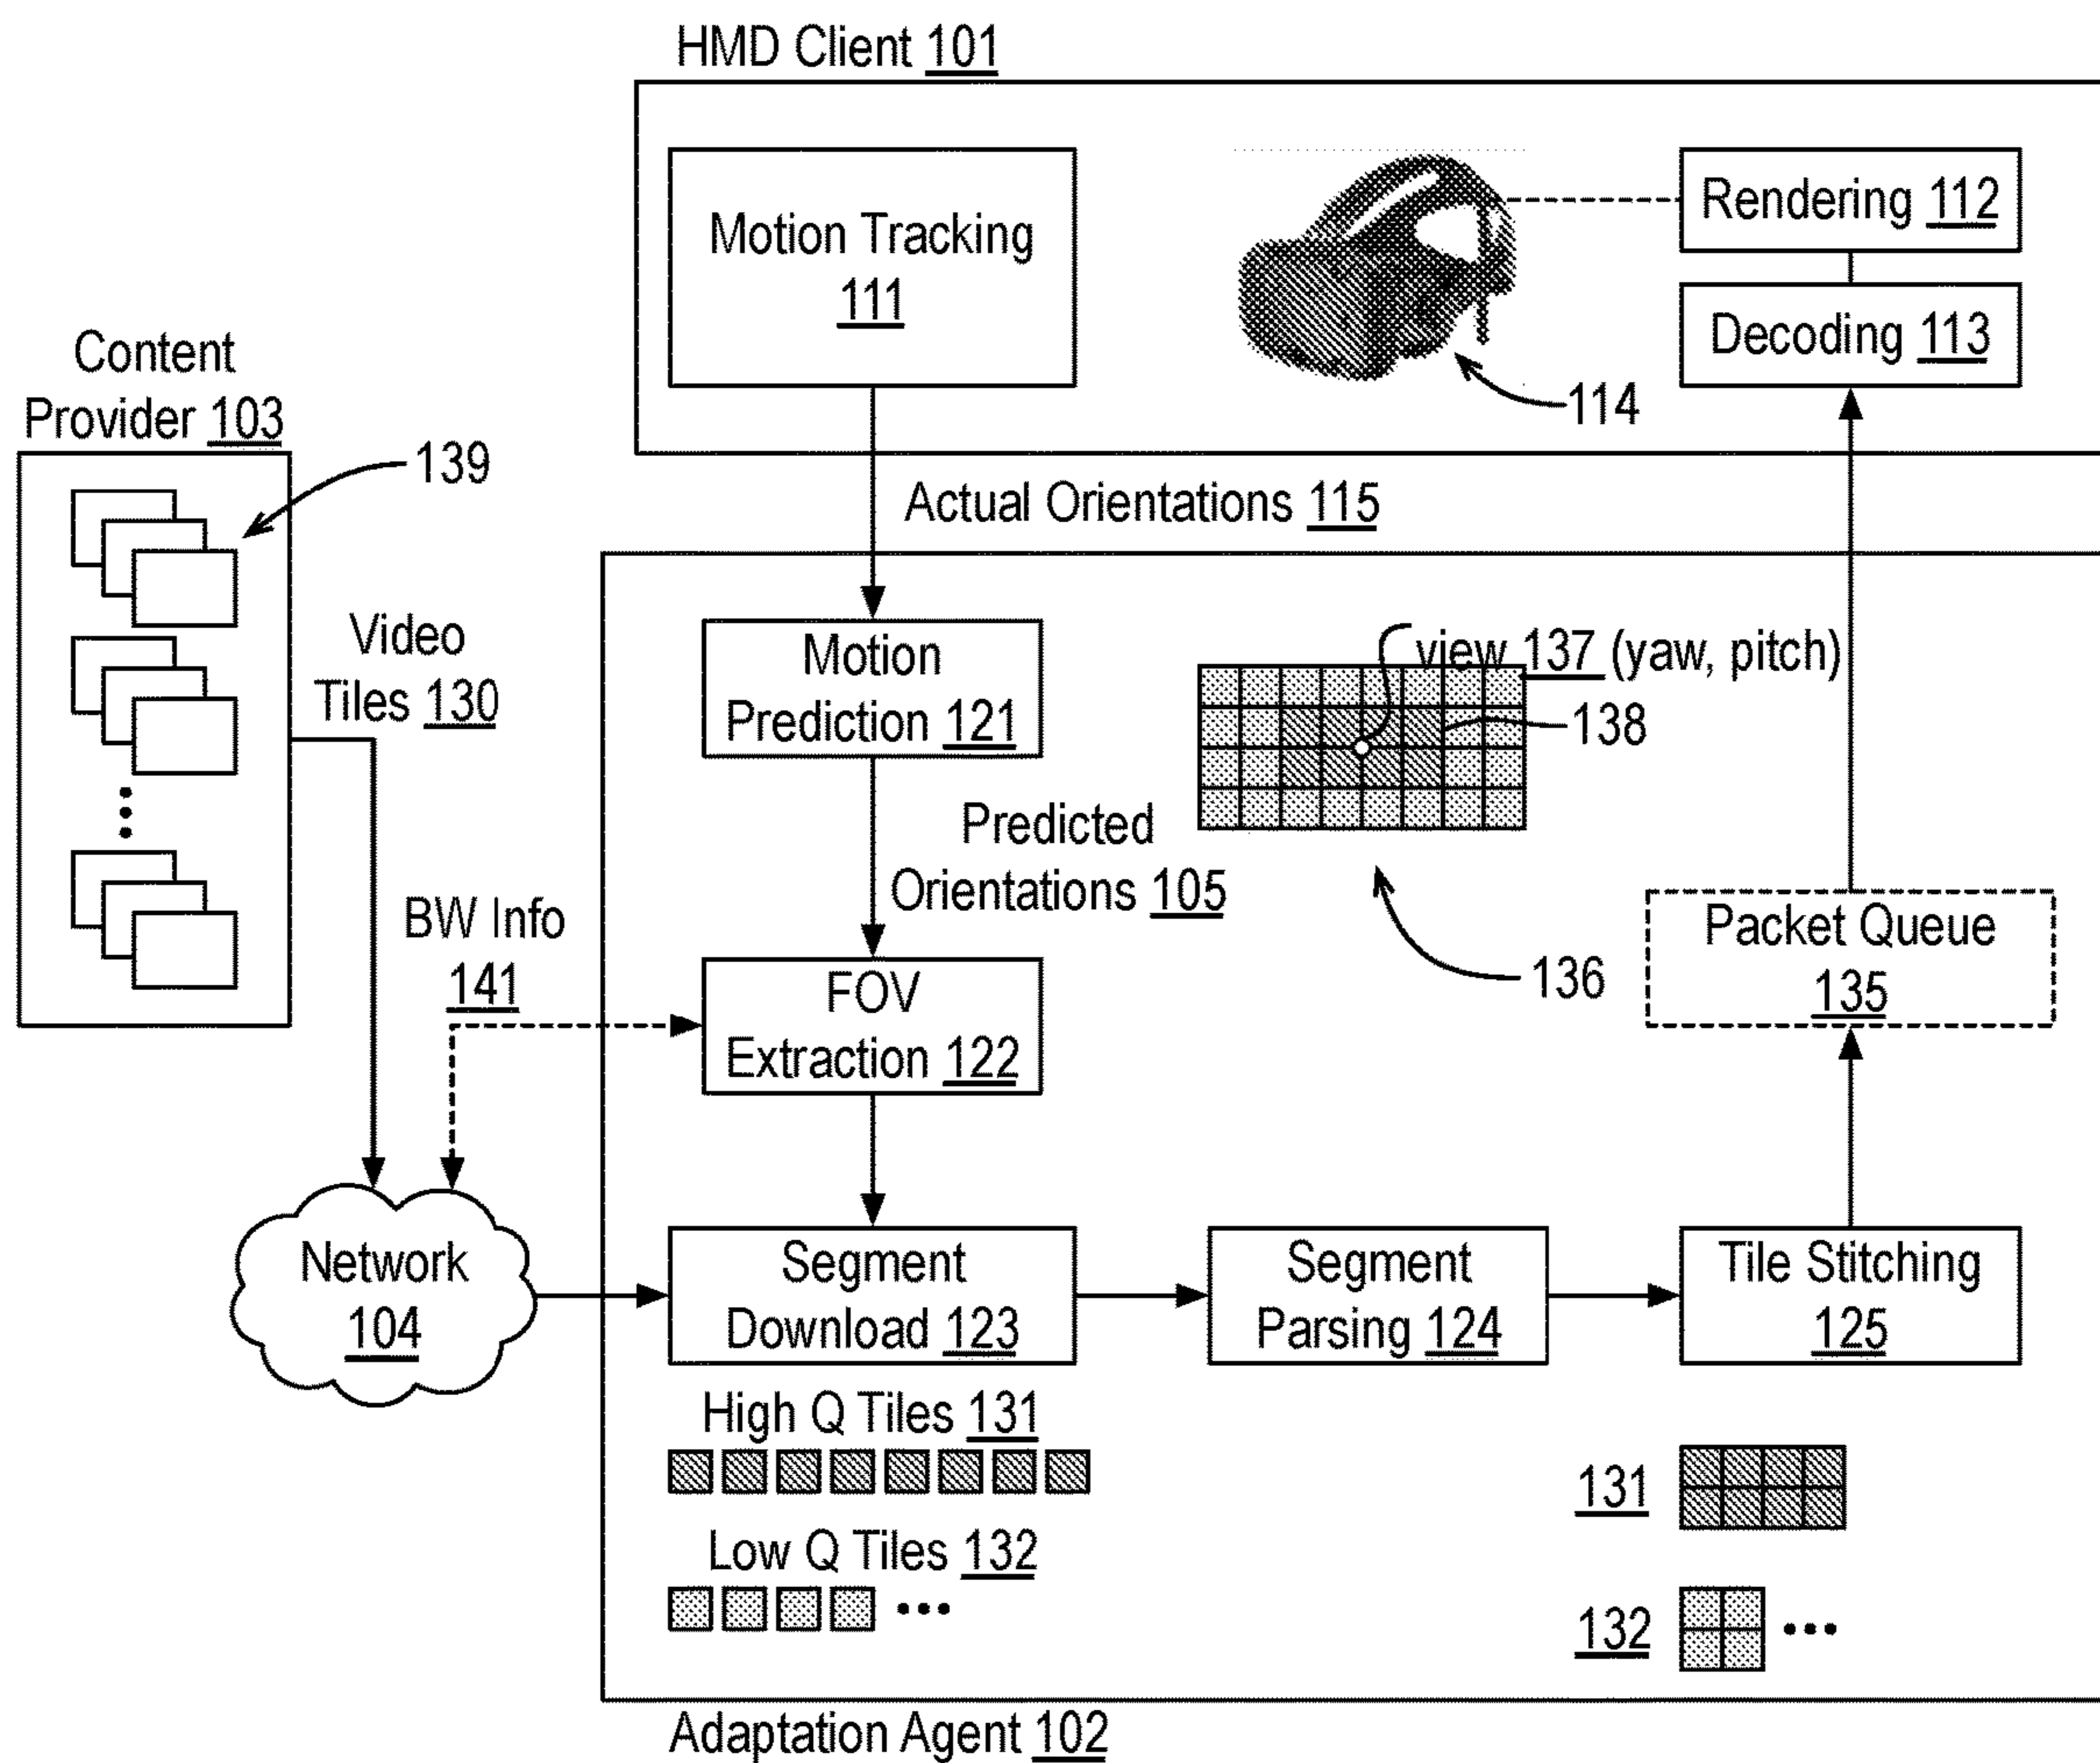 HMD Client 101
Motion Tracking
111
Rendering 112
Decoding 113
114
Content
Provider 103
139
Actual Orientations 115
Video
Tiles 130
Motion
Prediction 121
view 137 (yaw, pitch)
138
Predicted
Orientations 105
136
BW Info
141
Packet Queue
135
FOV
Extraction 122
Network
104
Segment
Download 123
Segment
Parsing 124
Tile Stitching
125
High Q Tiles 131
131
Low Q Tiles 132
132
Adaptation Agent 102